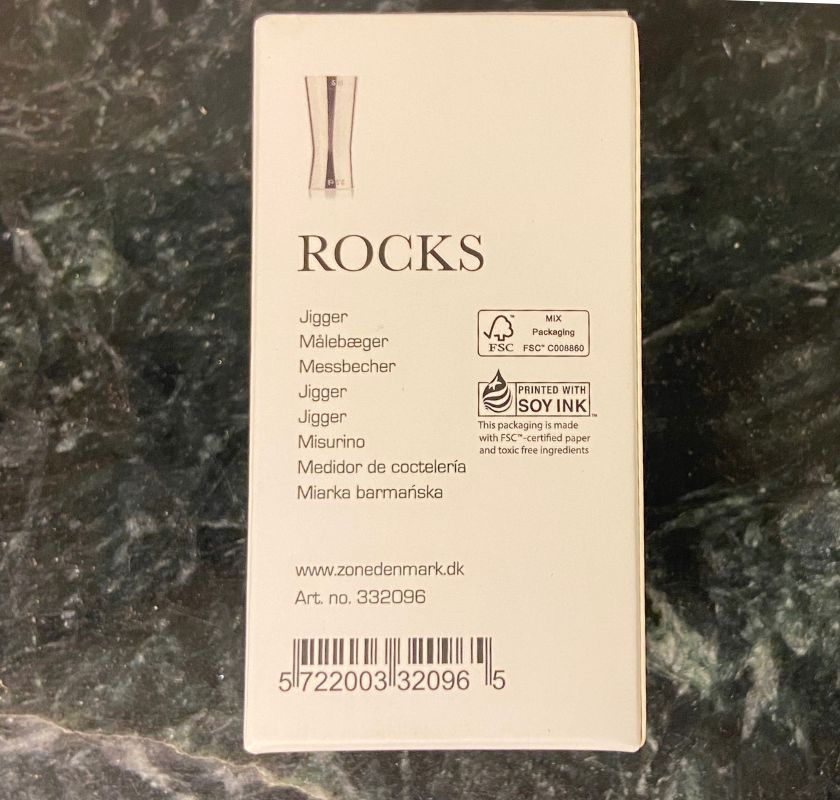 ROCKS
Jigger
Målebæger
Messbecher
Jigger
Jigger
Misurino
Medidor de coctelería
Miarka barmańska
FSC
MIX
Packaging
FSC™ C008860
PRINTED WITH
SOY INK™
This packaging is made
with FSC™-certified paper
and toxic free ingredients
www.zonedenmark.dk
Art. no. 332096
5 722003 32096 5